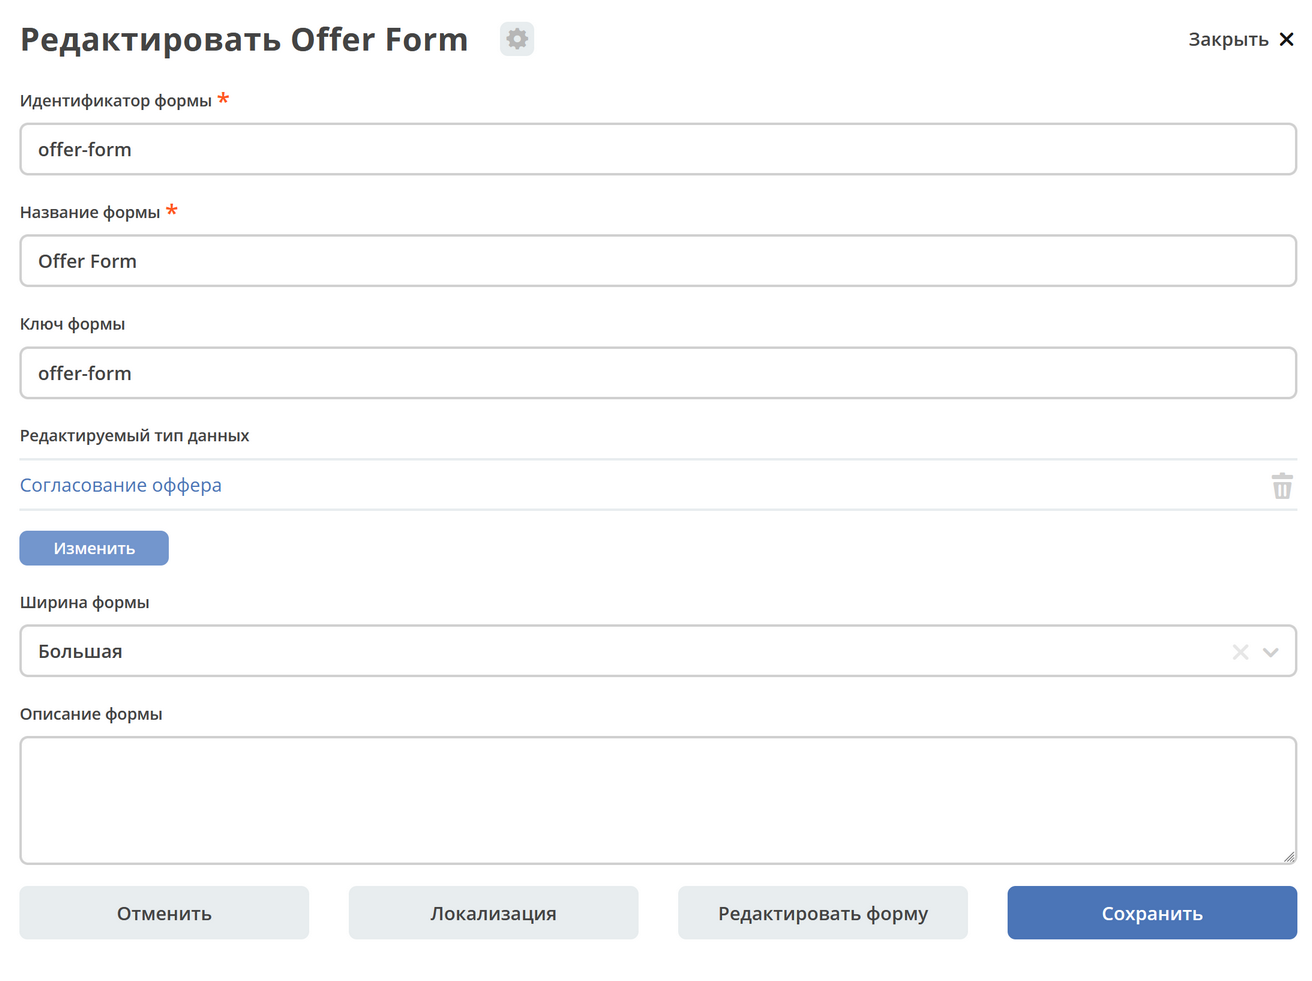 Редактировать Offer Form
Закрыть
Идентификатор формы *
offer-form
Название формы *
Offer Form
Ключ формы
offer-form
Редактируемый тип данных
Согласование оффера
Изменить
Ширина формы
Большая
Описание формы
Отменить
Локализация
Редактировать форму
Сохранить